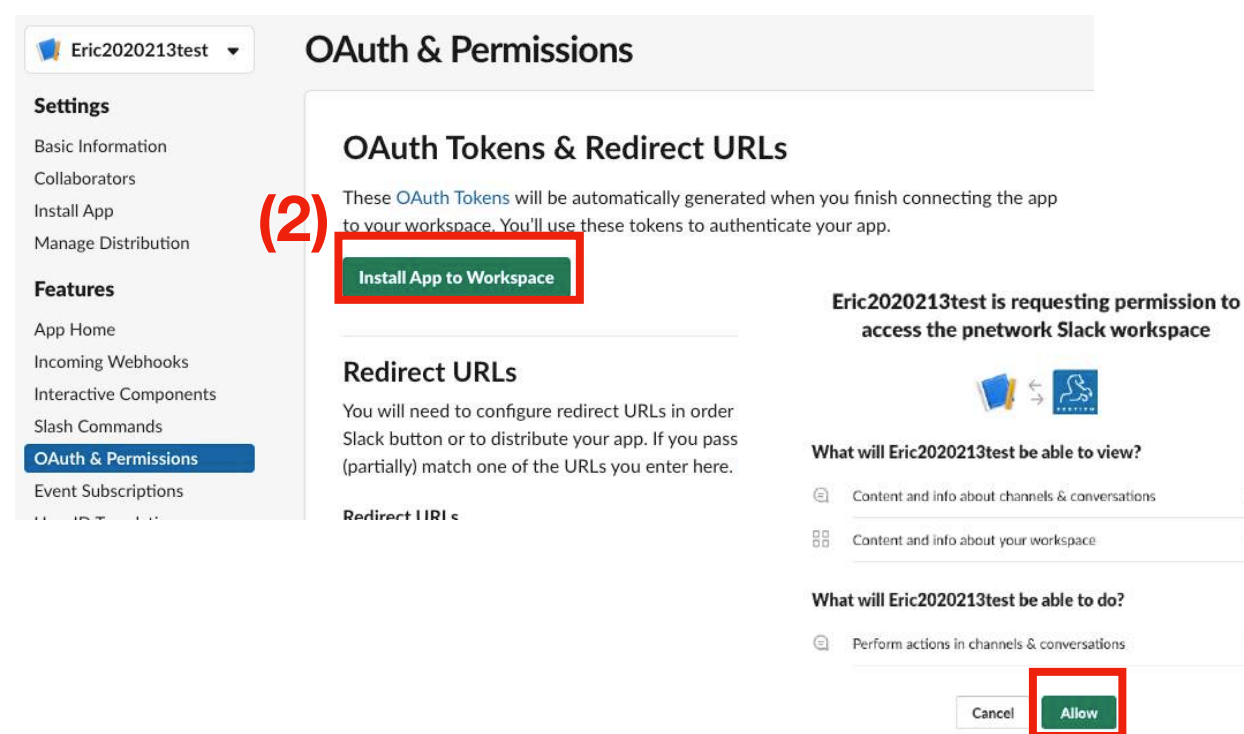 Eric2020213test
OAuth & Permissions
Settings
Basic Information
Collaborators
Install App
Manage Distribution
Features
App Home
Incoming Webhooks
Interactive Components
Slash Commands
OAuth & Permissions
Event Subscriptions
OAuth Tokens & Redirect URLs
These OAuth Tokens will be automatically generated when you finish connecting the app
to your workspace. You'll use these tokens to authenticate your app.
(2)
Install App to Workspace
Redirect URLs
You will need to configure redirect URLs in order
Slack button or to distribute your app. If you pass
(partially) match one of the URLs you enter here.
Redirect URLs
Eric2020213test is requesting permission to
access the pnetwork Slack workspace
What will Eric2020213test be able to view?
Content and info about channels & conversations
Content and info about your workspace
What will Eric2020213test be able to do?
Perform actions in channels & conversations
Cancel
Allow